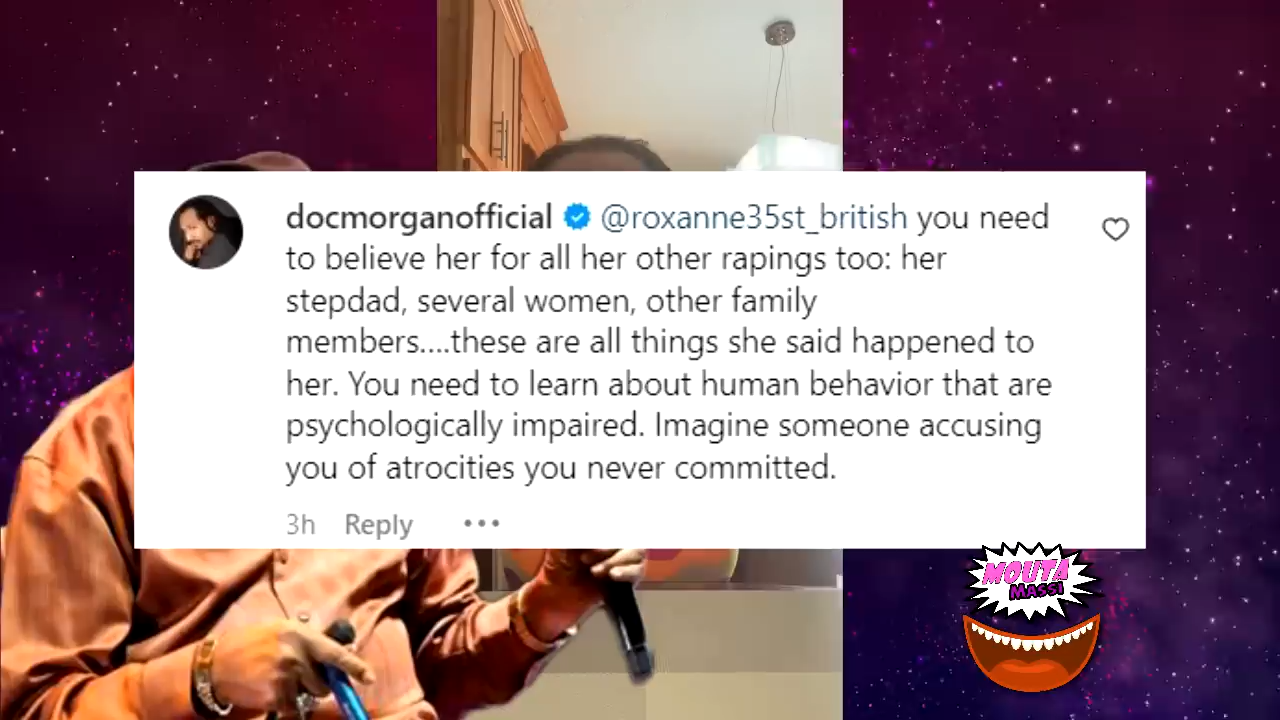 docmorganofficial @roxanne35st_british you need
to believe her for all her other rapings too: her
stepdad, several women, other family
members....these are all things she said happened to
her. You need to learn about human behavior that are
psychologically impaired. Imagine someone accusing
you of atrocities you never committed.
3h Reply
MOUTA
MASSI